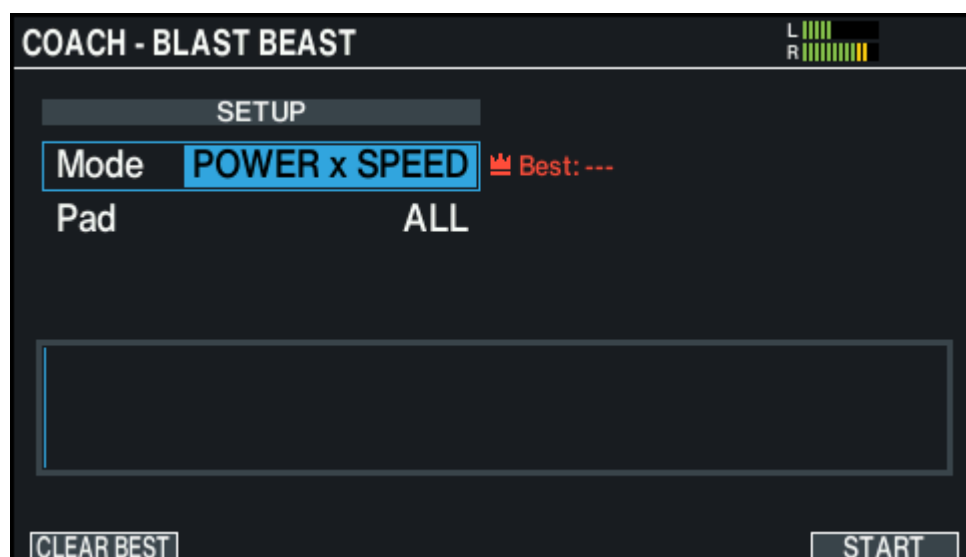 COACH - BLAST BEAST
L
R
SETUP
Mode POWER x SPEED Best: ---
Pad ALL
CLEAR BEST START